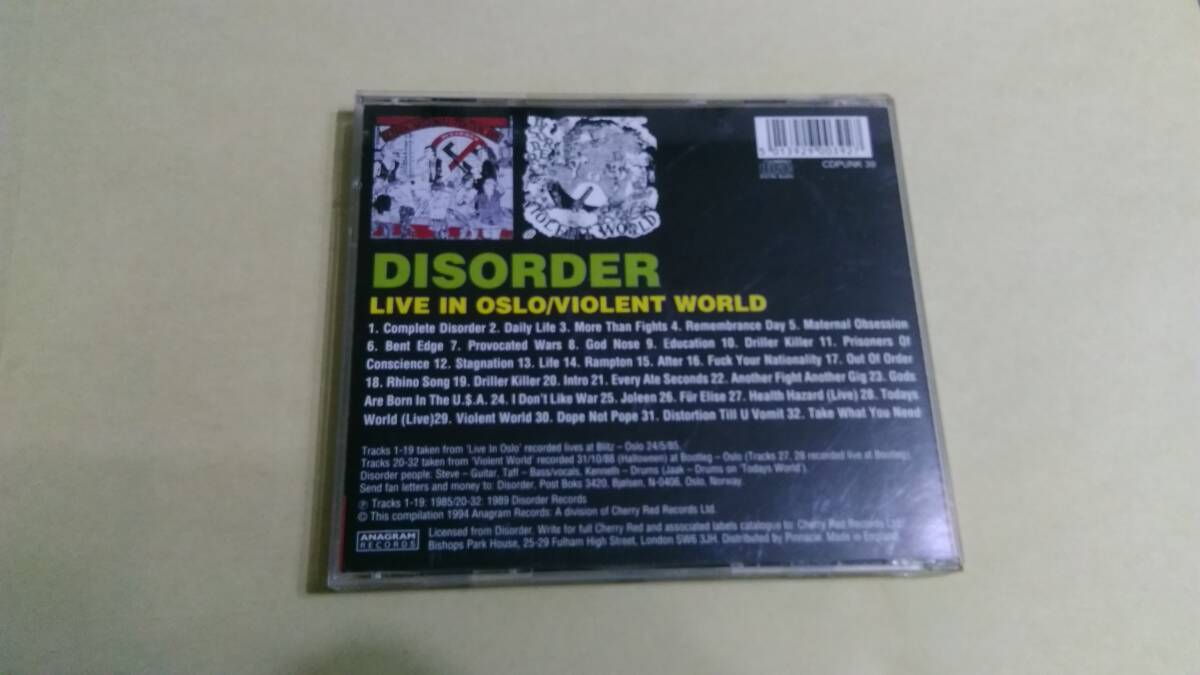 VIOLENT WORLD
5 013929 001927
CDPUNK 39
DISORDER
LIVE IN OSLO/VIOLENT WORLD
1. Complete Disorder 2. Daily Life 3. More Than Fights 4. Remembrance Day 5. Maternal Obsession
6. Bent Edge 7. Provocated Wars 8. God Nose 9. Education 10. Driller Killer 11. Prisoners Of
Conscience 12. Stagnation 13. Life 14. Rampton 15. After 16. Fuck Your Nationality 17. Out Of Order
18. Rhino Song 19. Driller Killer 20. Intro 21. Every Ate Seconds 22. Another Fight Another Gig 23. Gods
Are Born In The U.$.A. 24. I Don't Like War 25. Joleen 26. Für Elise 27. Health Hazard (Live) 28. Todays
World (Live)29. Violent World 30. Dope Not Pope 31. Distortion Till U Vomit 32. Take What You Need
Tracks 1-19 taken from 'Live In Oslo' recorded lives at Blitz – Oslo 24/5/85.
Tracks 20-32 taken from 'Violent World' recorded 31/10/88 (Halloween) at Bootleg – Oslo (Tracks 27, 28 recorded live at Bootleg).
Disorder people: Steve – Guitar, Taff – Bass/vocals, Kenneth – Drums (Jaak – Drums on 'Todays World').
Send fan letters and money to: Disorder, Post Boks 3420, Bjølsen, N-0406, Oslo, Norway.
℗ Tracks 1-19: 1985/20-32: 1989 Disorder Records
© This compilation 1994 Anagram Records: A division of Cherry Red Records Ltd.
ANAGRAM
RECORDS
Licensed from Disorder. Write for full Cherry Red and associated labels catalogue to: Cherry Red Records Ltd.
Bishops Park House, 25-29 Fulham High Street, London SW6 3JH. Distributed by Pinnacle. Made in England.